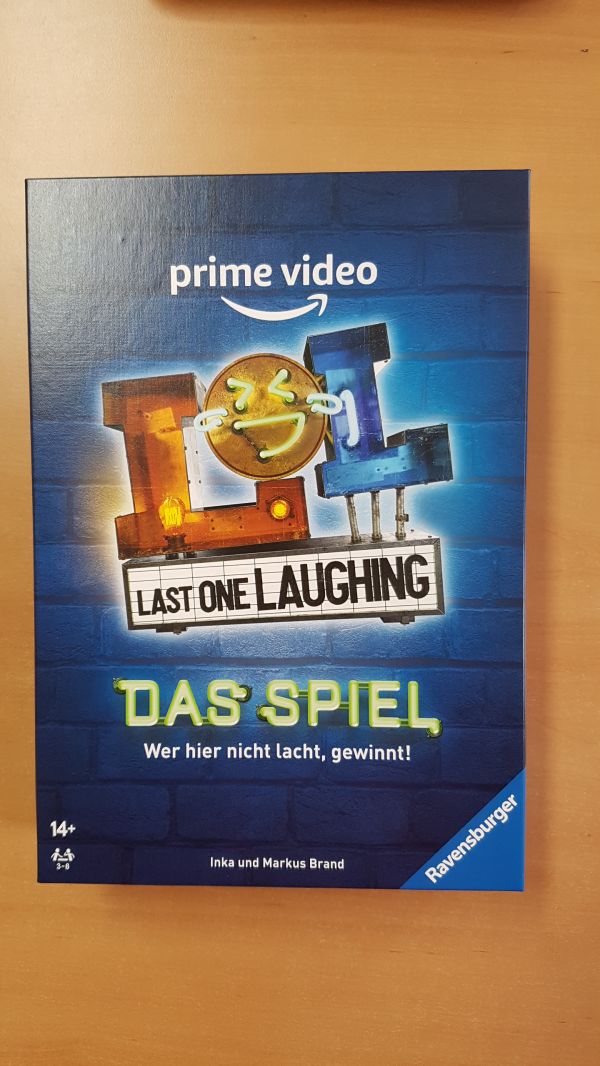 prime video
LOL
LAST ONE LAUGHING
DAS SPIEL
Wer hier nicht lacht, gewinnt!
14+
3-8
Inka und Markus Brand
Ravensburger